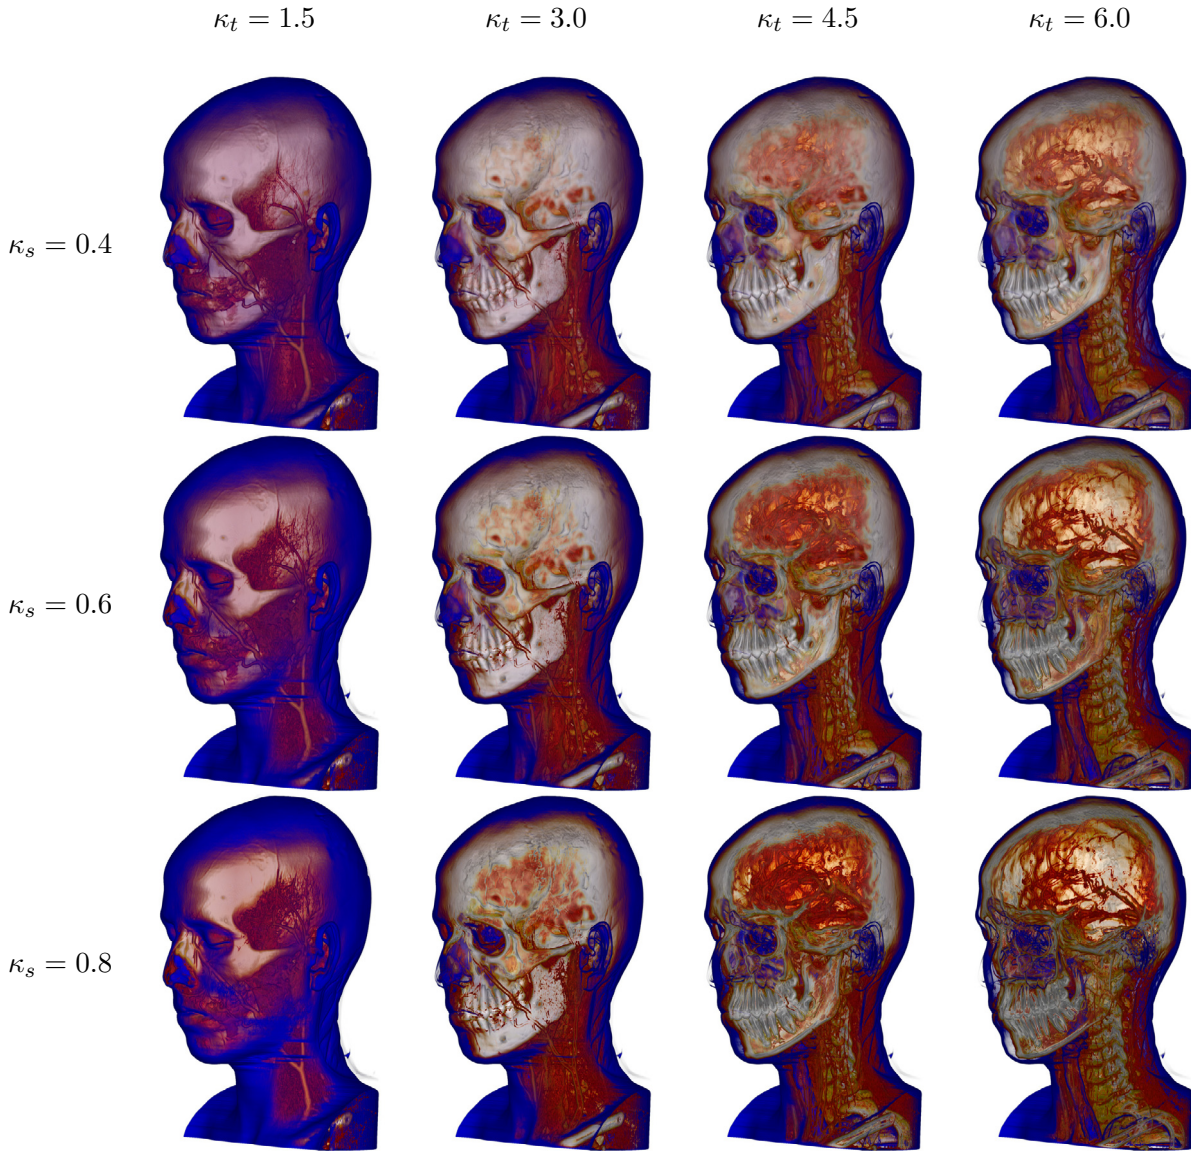 κ_t = 1.5 κ_t = 3.0 κ_t = 4.5 κ_t = 6.0
κ_s = 0.4
κ_s = 0.6
κ_s = 0.8